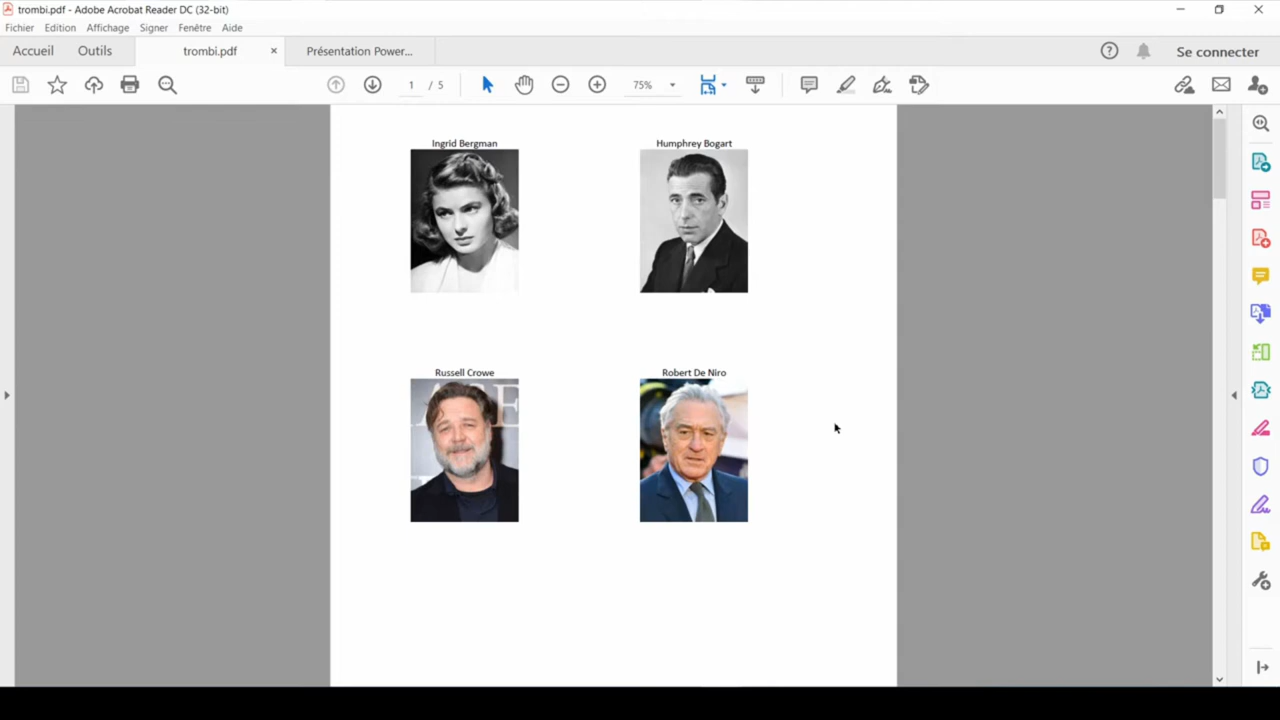 trombi.pdf - Adobe Acrobat Reader DC (32-bit)
Fichier Edition Affichage Signer Fenêtre Aide
Accueil Outils trombi.pdf × Présentation Power... Se connecter
1 / 5 75%
Ingrid Bergman Humphrey Bogart
Russell Crowe Robert De Niro